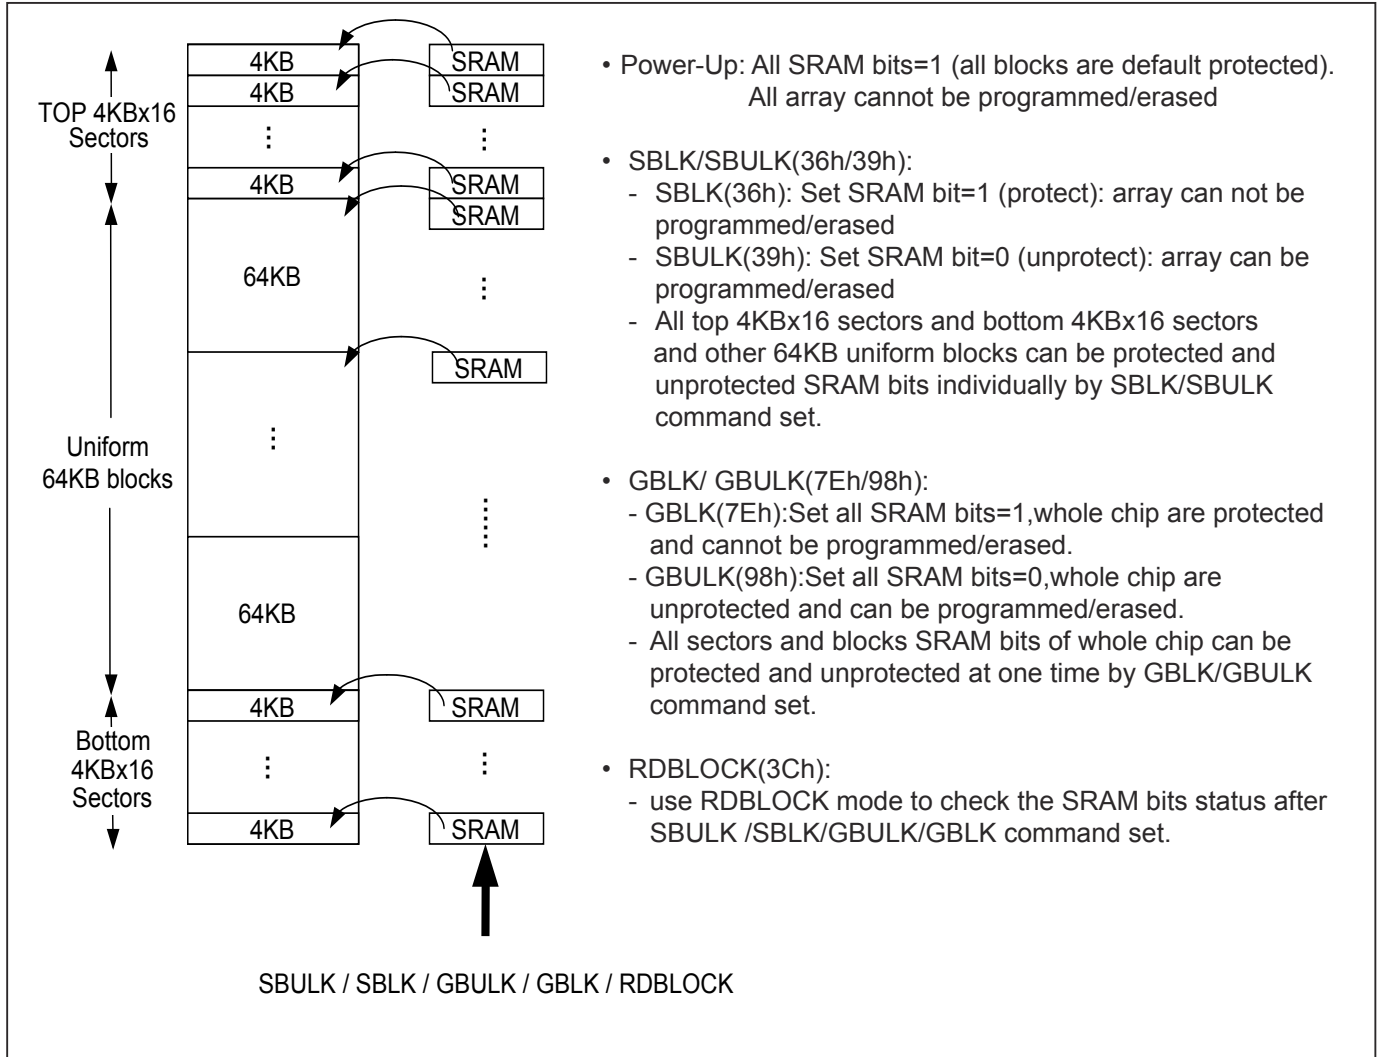 4KB
SRAM
4KB
SRAM
TOP 4KBx16
Sectors
⋮
⋮
4KB
SRAM
SRAM
64KB
⋮
SRAM
Uniform
64KB blocks
⋮
64KB
4KB
SRAM
Bottom
4KBx16
Sectors
⋮
⋮
4KB
SRAM
SBULK / SBLK / GBULK / GBLK / RDBLOCK
• Power-Up: All SRAM bits=1 (all blocks are default protected).
All array cannot be programmed/erased
• SBLK/SBULK(36h/39h):
- SBLK(36h): Set SRAM bit=1 (protect): array can not be
programmed/erased
- SBULK(39h): Set SRAM bit=0 (unprotect): array can be
programmed/erased
- All top 4KBx16 sectors and bottom 4KBx16 sectors
and other 64KB uniform blocks can be protected and
unprotected SRAM bits individually by SBLK/SBULK
command set.
• GBLK/ GBULK(7Eh/98h):
- GBLK(7Eh):Set all SRAM bits=1,whole chip are protected
and cannot be programmed/erased.
- GBULK(98h):Set all SRAM bits=0,whole chip are
unprotected and can be programmed/erased.
- All sectors and blocks SRAM bits of whole chip can be
protected and unprotected at one time by GBLK/GBULK
command set.
• RDBLOCK(3Ch):
- use RDBLOCK mode to check the SRAM bits status after
SBULK /SBLK/GBULK/GBLK command set.